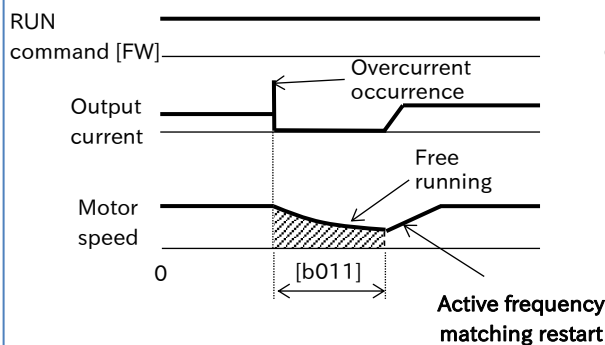 RUN
command [FW]
Overcurrent
occurrence
Output
current
Free
running
Motor
speed
0
[b011]
Active frequency
matching restart